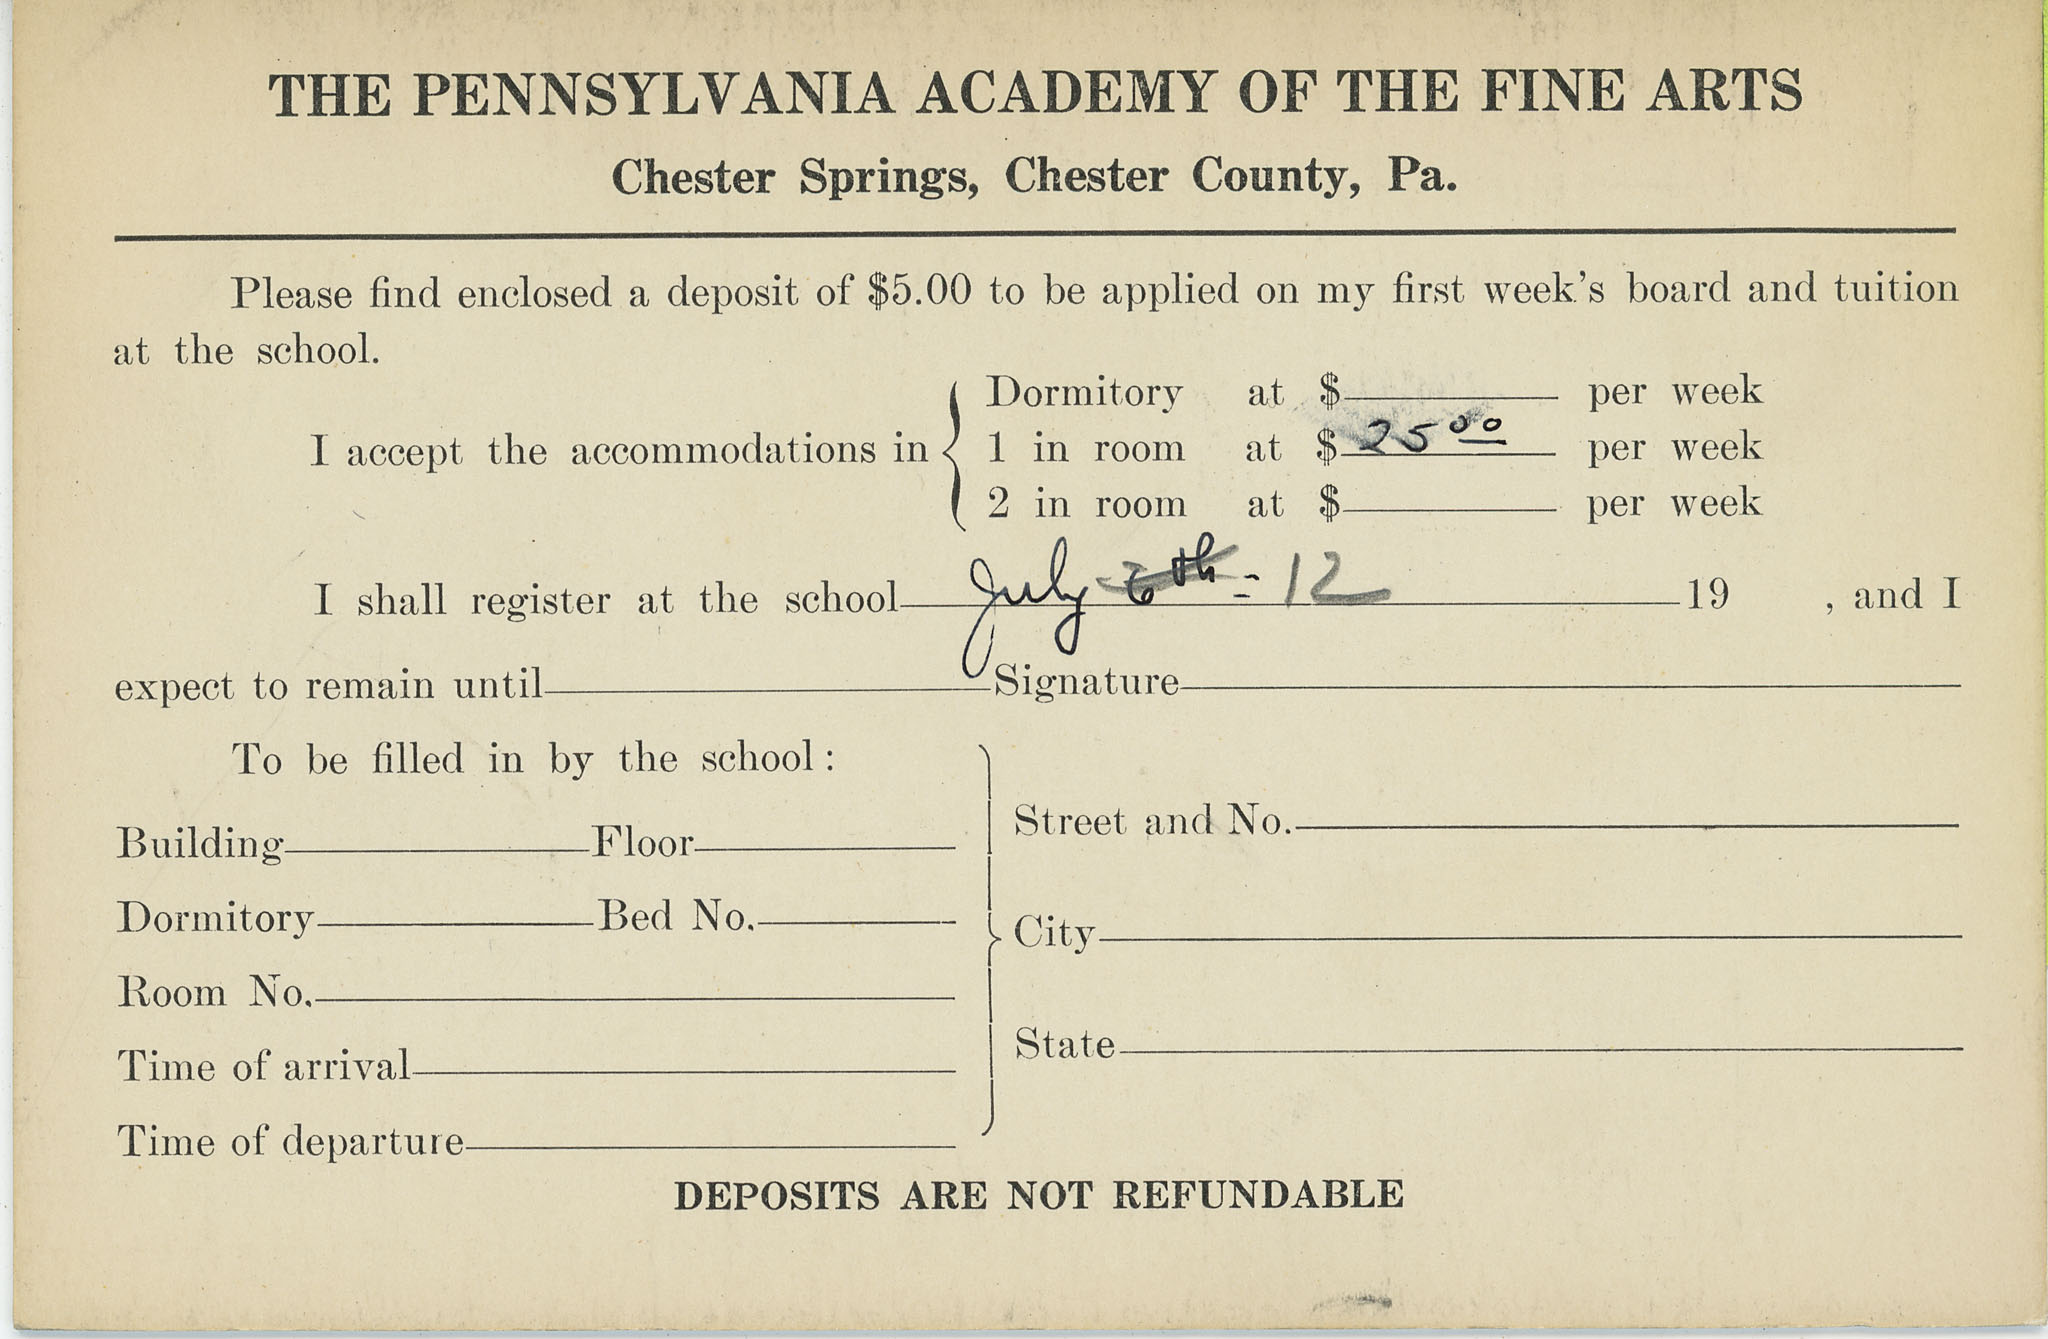 THE PENNSYLVANIA ACADEMY OF THE FINE ARTS
Chester Springs, Chester County, Pa.
Please find enclosed a deposit of $5.00 to be applied on my first week's board and tuition
at the school.
Dormitory at $ per week
I accept the accommodations in 1 in room at $ 25 00 per week
2 in room at $ per week
I shall register at the school July 6th - 12 19 , and I
expect to remain until Signature
To be filled in by the school:
Building Floor
Street and No.
Dormitory Bed No.
City
Room No.
State
Time of arrival
Time of departure
DEPOSITS ARE NOT REFUNDABLE